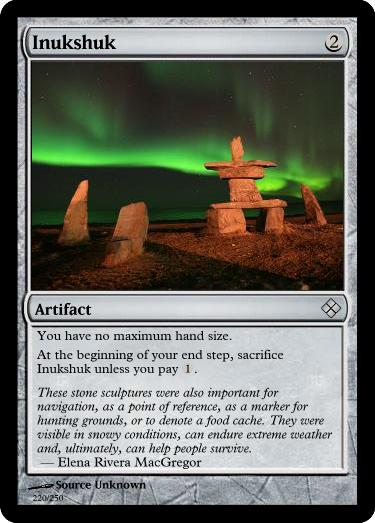 Inukshuk 2
Artifact
You have no maximum hand size.
At the beginning of your end step, sacrifice
Inukshuk unless you pay 1 .
These stone sculptures were also important for
navigation, as a point of reference, as a marker for
hunting grounds, or to denote a food cache. They were
visible in snowy conditions, can endure extreme weather
and, ultimately, can help people survive.
— Elena Rivera MacGregor
Source Unknown
220/250